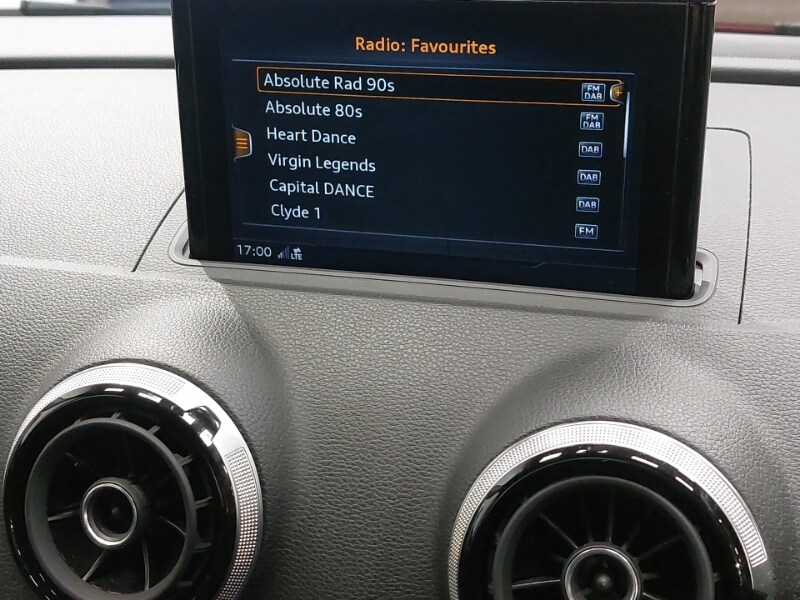 Radio: Favourites
Absolute Rad 90s FM DAB
Absolute 80s FM DAB
Heart Dance DAB
Virgin Legends DAB
Capital DANCE DAB
Clyde 1 FM
17:00 LTE